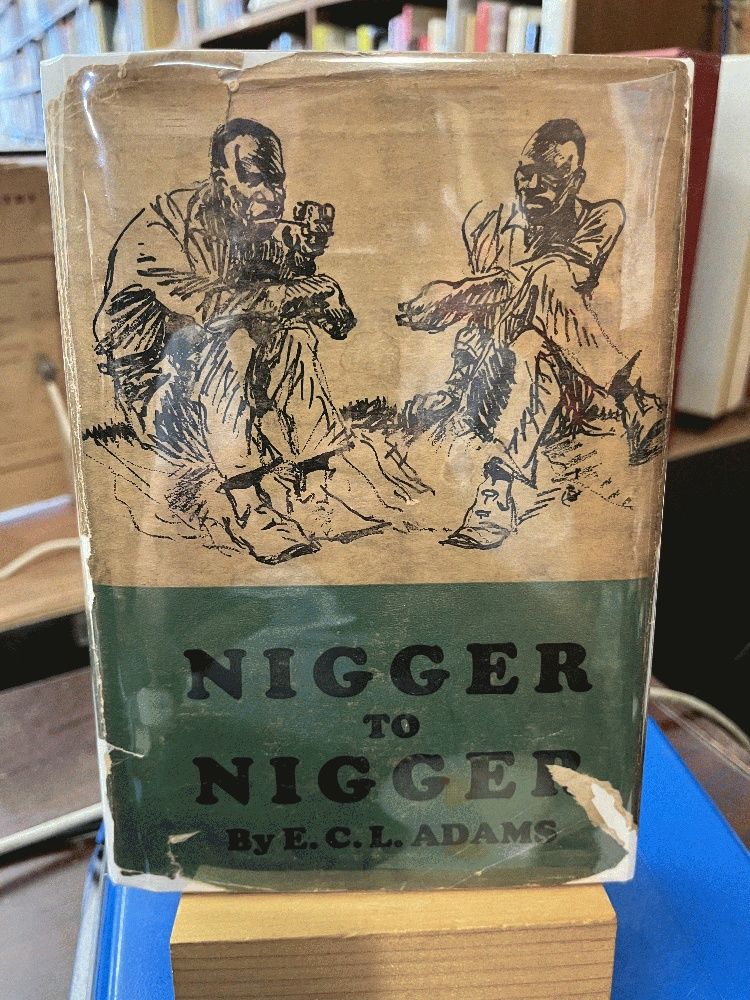 NIGGER
TO
NIGGER
By E. C. L. ADAMS